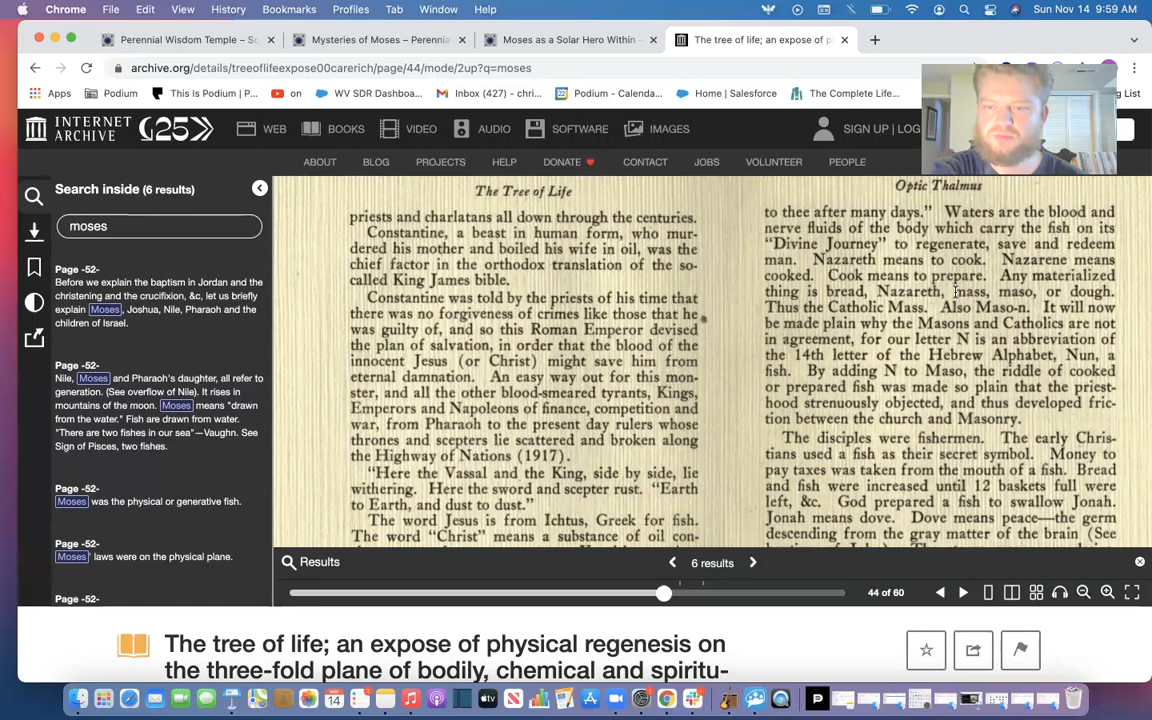 Chrome File Edit View History Bookmarks Profiles Tab Window Help Sun Nov 14 9:59 AM
Perennial Wisdom Temple – Sc × Mysteries of Moses – Perennia × Moses as a Solar Hero Within - × The tree of life; an expose of p ×
archive.org/details/treeoflifeexpose00carerich/page/44/mode/2up?q=moses
Apps Podium This Is Podium | P... on WV SDR Dashboa... Inbox (427) - chri... Podium - Calenda... Home | Salesforce The Complete Life... List
INTERNET ARCHIVE 25 WEB BOOKS VIDEO AUDIO SOFTWARE IMAGES SIGN UP | LOG
ABOUT BLOG PROJECTS HELP DONATE CONTACT JOBS VOLUNTEER PEOPLE
Search inside (6 results)
moses
Page -52-
Before we explain the baptism in Jordan and the
christening and the crucifixion, &c, let us briefly
explain Moses, Joshua, Nile, Pharaoh and the
children of Israel.
Page -52-
Nile, Moses and Pharaoh's daughter, all refer to
generation. (See overflow of Nile). It rises in
mountains of the moon. Moses means "drawn
from the water." Fish are drawn from water.
"There are two fishes in our sea"—Vaughn. See
Sign of Pisces, two fishes.
Page -52-
Moses was the physical or generative fish.
Page -52-
Moses' laws were on the physical plane.
Page -52-
The Tree of Life
priests and charlatans all down through the centuries.
Constantine, a beast in human form, who mur-
dered his mother and boiled his wife in oil, was the
chief factor in the orthodox translation of the so-
called King James bible.
Constantine was told by the priests of his time that
there was no forgiveness of crimes like those that he
was guilty of, and so this Roman Emperor devised
the plan of salvation, in order that the blood of the
innocent Jesus (or Christ) might save him from
eternal damnation. An easy way out for this mon-
ster, and all the other blood-smeared tyrants, Kings,
Emperors and Napoleons of finance, competition and
war, from Pharaoh to the present day rulers whose
thrones and scepters lie scattered and broken along
the Highway of Nations (1917).
"Here the Vassal and the King, side by side, lie
withering. Here the sword and scepter rust. "Earth
to Earth, and dust to dust."
The word Jesus is from Ichtus, Greek for fish.
The word "Christ" means a substance of oil con-
Optic Thalmus
to thee after many days." Waters are the blood and
nerve fluids of the body which carry the fish on its
"Divine Journey" to regenerate, save and redeem
man. Nazareth means to cook. Nazarene means
cooked. Cook means to prepare. Any materialized
thing is bread, Nazareth, mass, maso, or dough.
Thus the Catholic Mass. Also Maso-n. It will now
be made plain why the Masons and Catholics are not
in agreement, for our letter N is an abbreviation of
the 14th letter of the Hebrew Alphabet, Nun, a
fish. By adding N to Maso, the riddle of cooked
or prepared fish was made so plain that the priest-
hood strenuously objected, and thus developed fric-
tion between the church and Masonry.
The disciples were fishermen. The early Chris-
tians used a fish as their secret symbol. Money to
pay taxes was taken from the mouth of a fish. Bread
and fish were increased until 12 baskets full were
left, &c. God prepared a fish to swallow Jonah.
Jonah means dove. Dove means peace—the germ
descending from the gray matter of the brain (See
Results 6 results
44 of 60
The tree of life; an expose of physical regenesis on
the three-fold plane of bodily, chemical and spiritu-